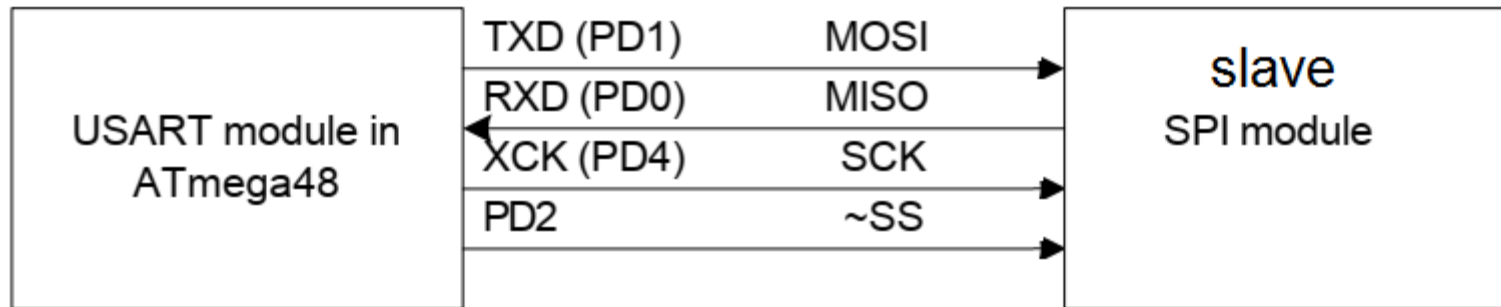 USART module in
ATmega48
TXD (PD1) MOSI
RXD (PD0) MISO
XCK (PD4) SCK
PD2 ~SS
slave
SPI module